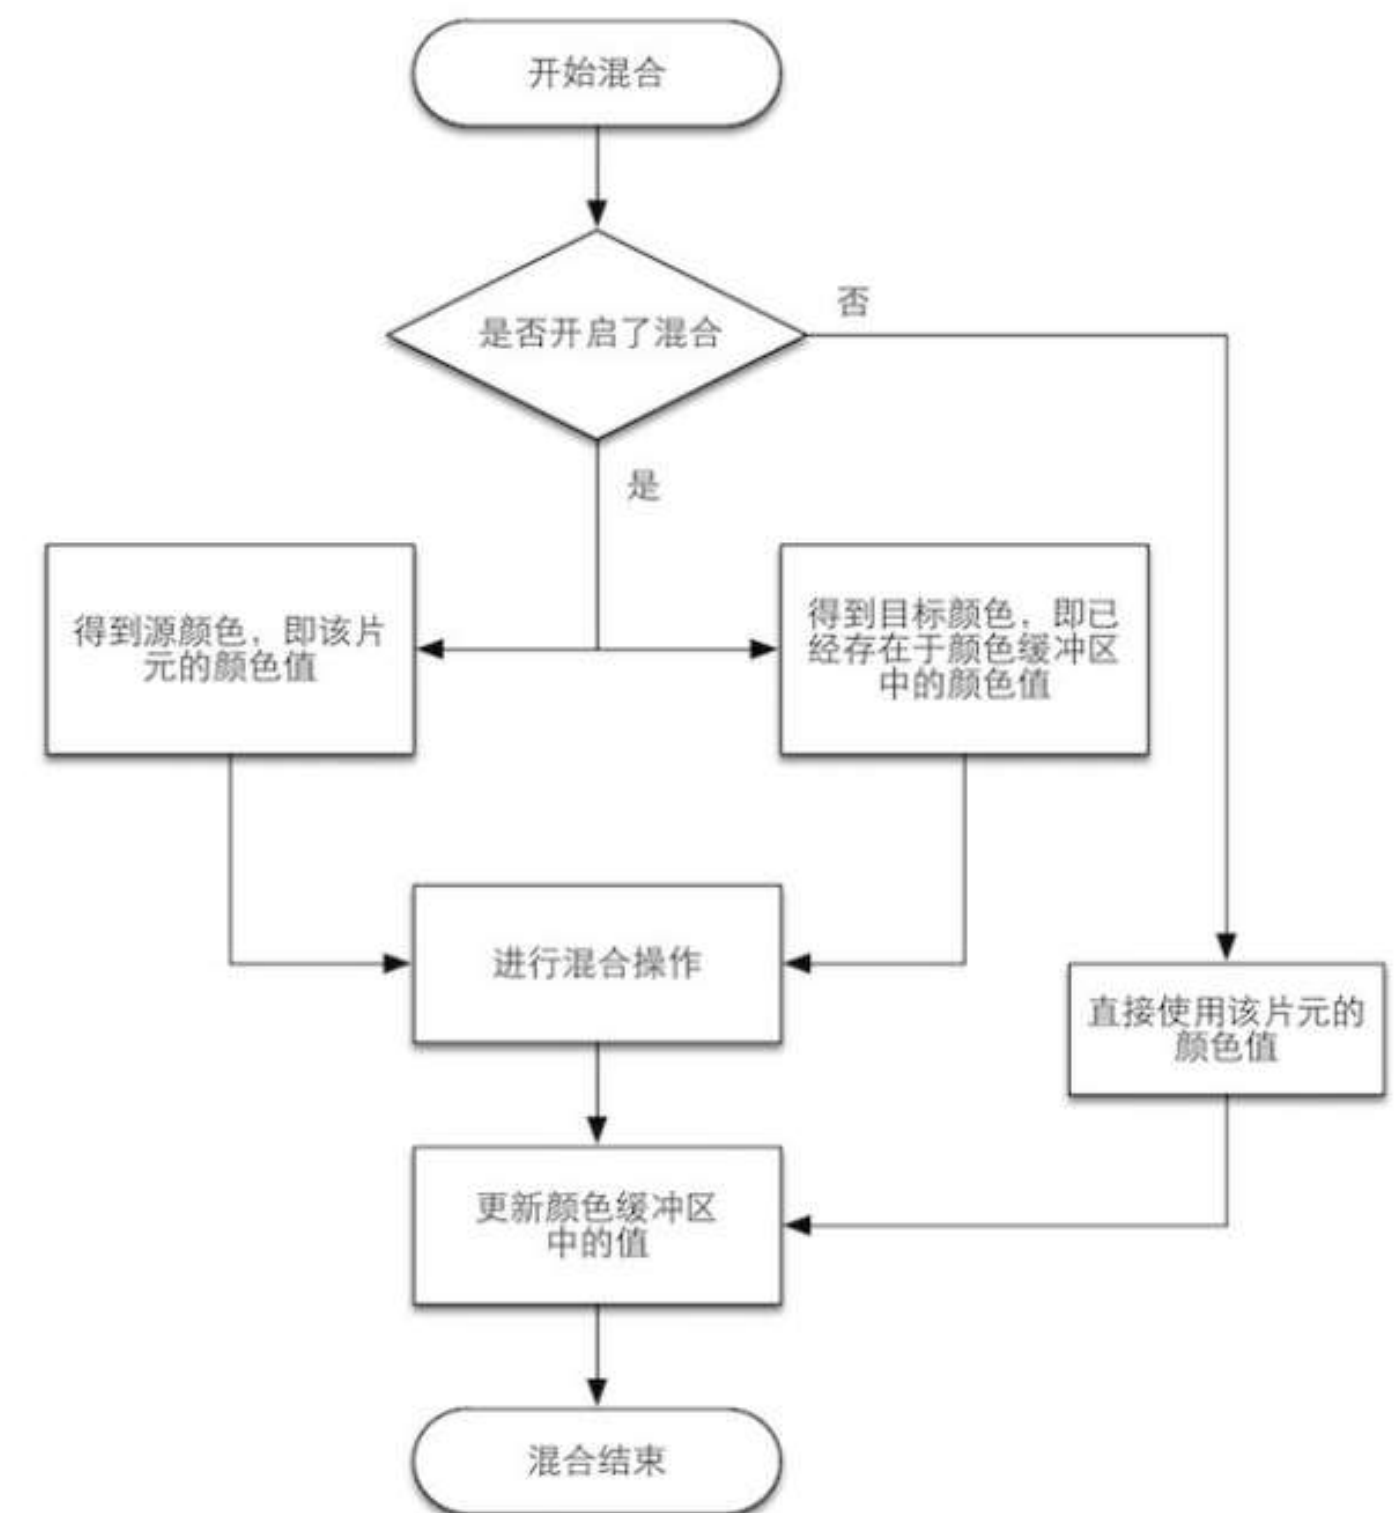 开始混合
是否开启了混合
否
是
得到源颜色，即该片
元的颜色值
得到目标颜色，即已
经存在于颜色缓冲区
中的颜色值
进行混合操作
直接使用该片元的
颜色值
更新颜色缓冲区
中的值
混合结束